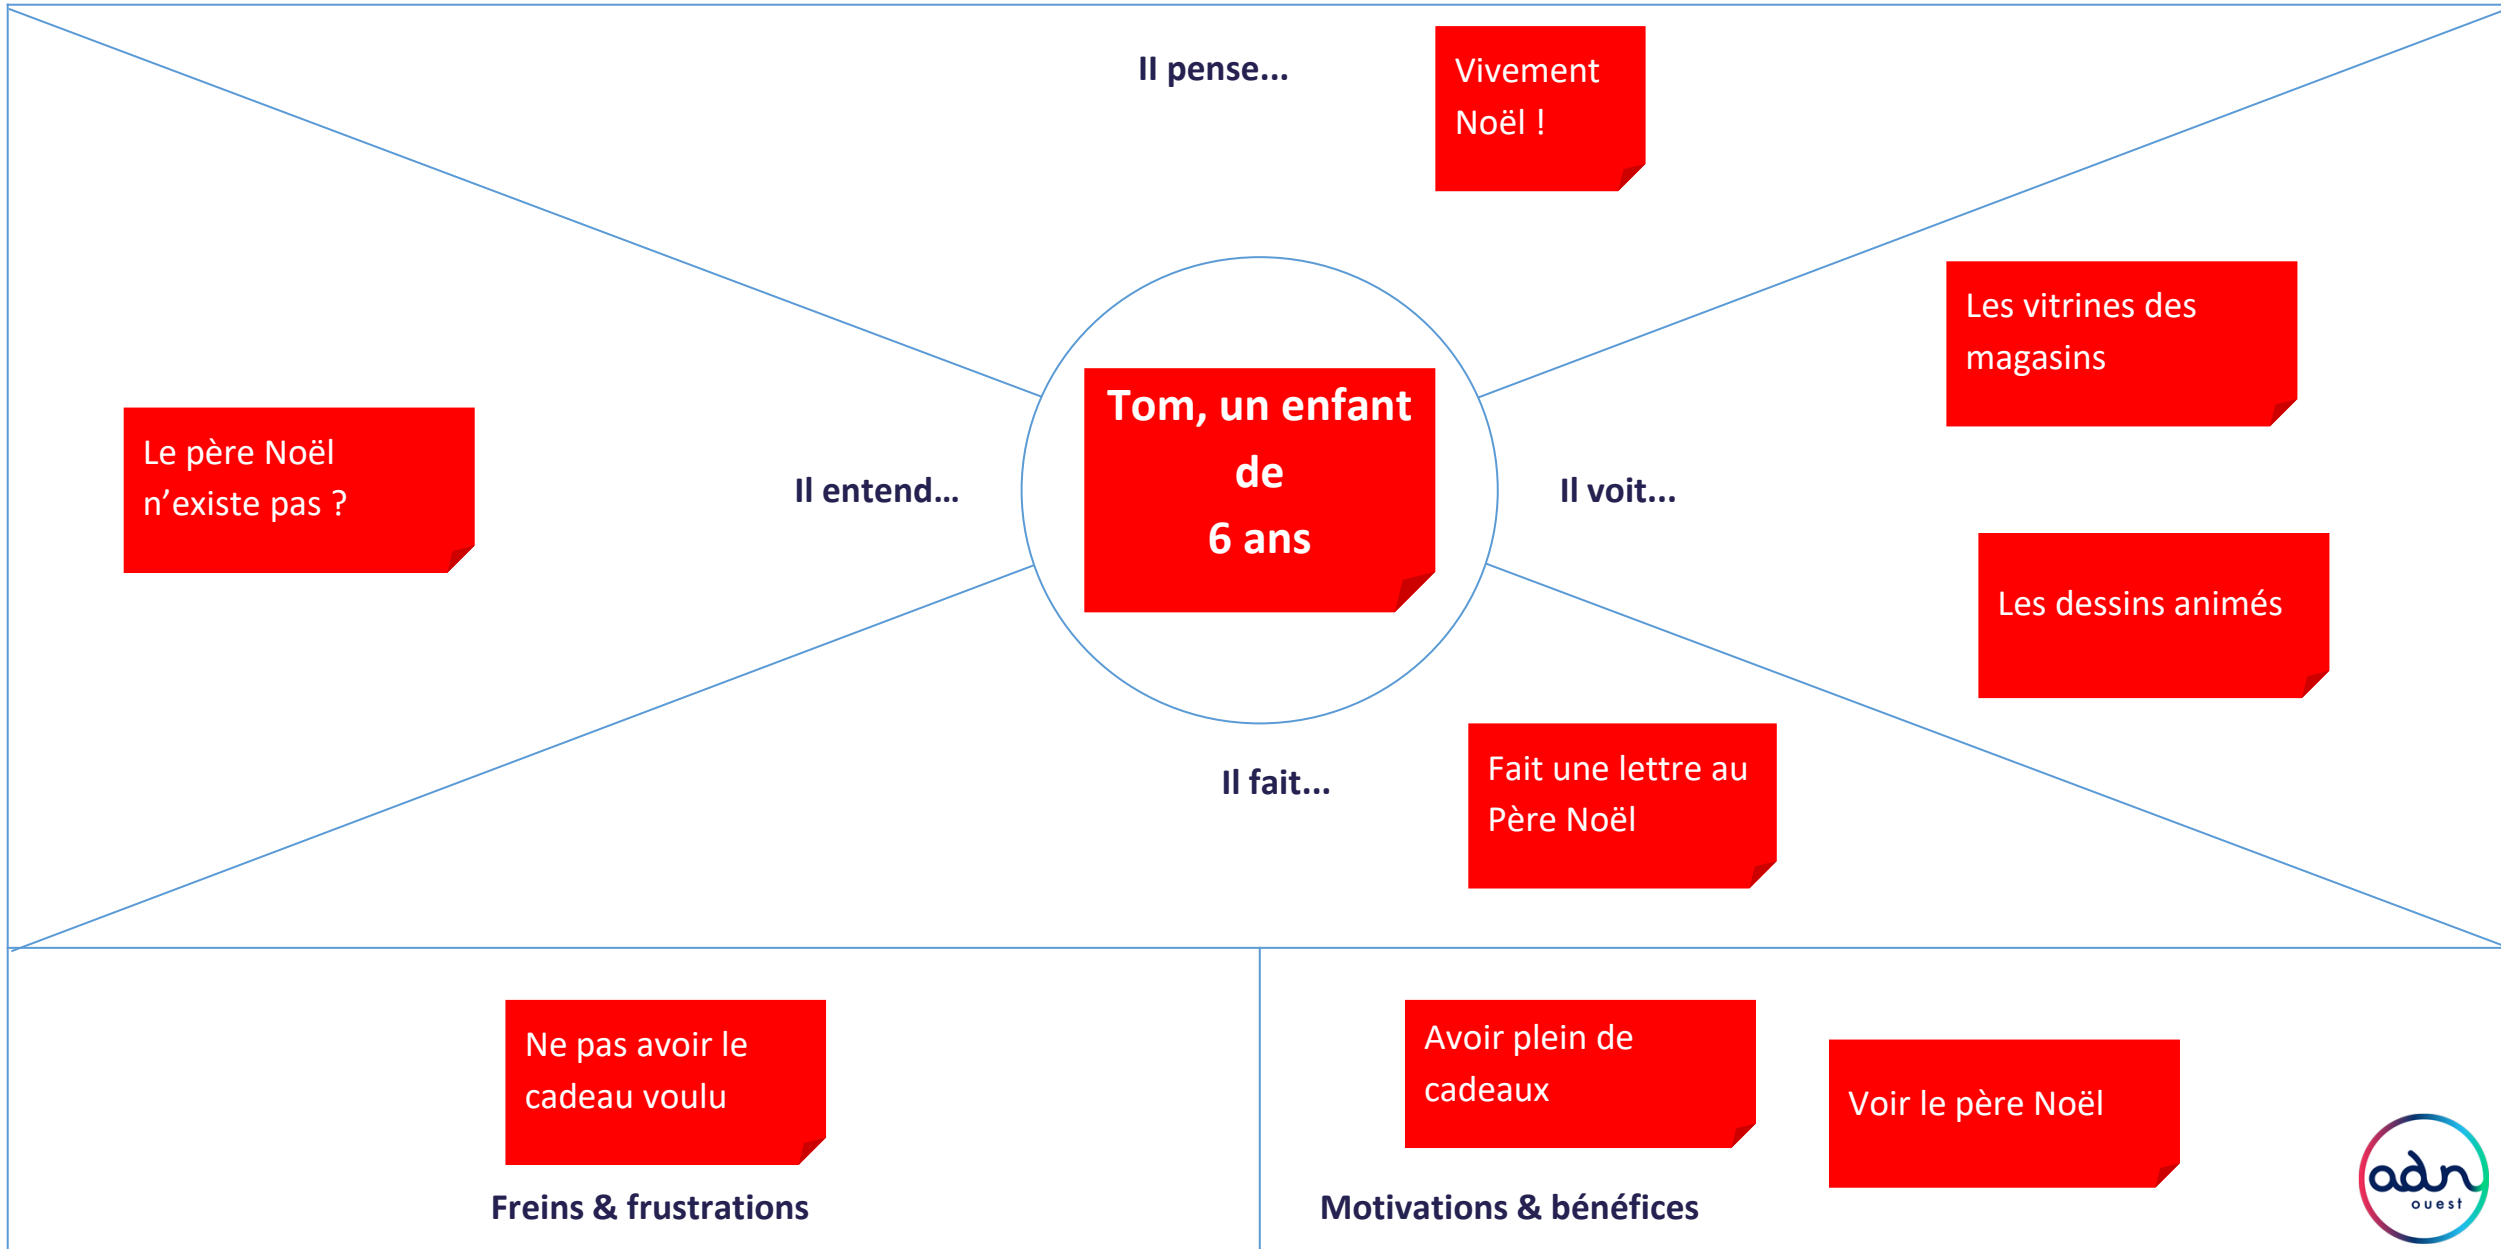 Il pense...
Vivement
Noël !
Les vitrines des
magasins
Tom, un enfant
de
6 ans
Le père Noël
n’existe pas ?
Il entend...
Il voit...
Les dessins animés
Il fait...
Fait une lettre au
Père Noël
Ne pas avoir le
cadeau voulu
Avoir plein de
cadeaux
Voir le père Noël
Freins & frustrations
Motivations & bénéfices
adn
ouest